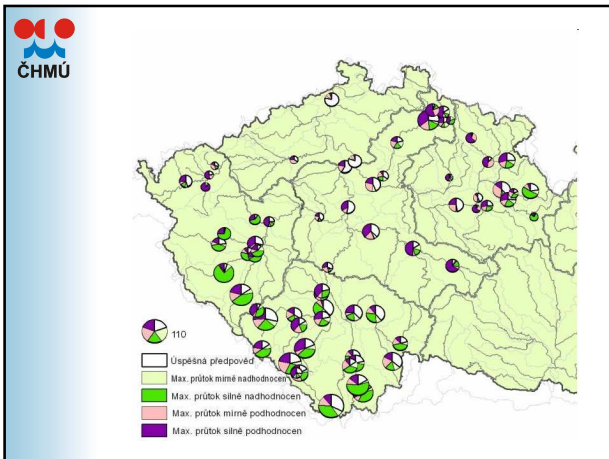 ČHMÚ
110
Úspěšná předpověď
Max. průtok mírně nadhodnocen
Max. průtok silně nadhodnocen
Max. průtok mírně podhodnocen
Max. průtok silně podhodnocen